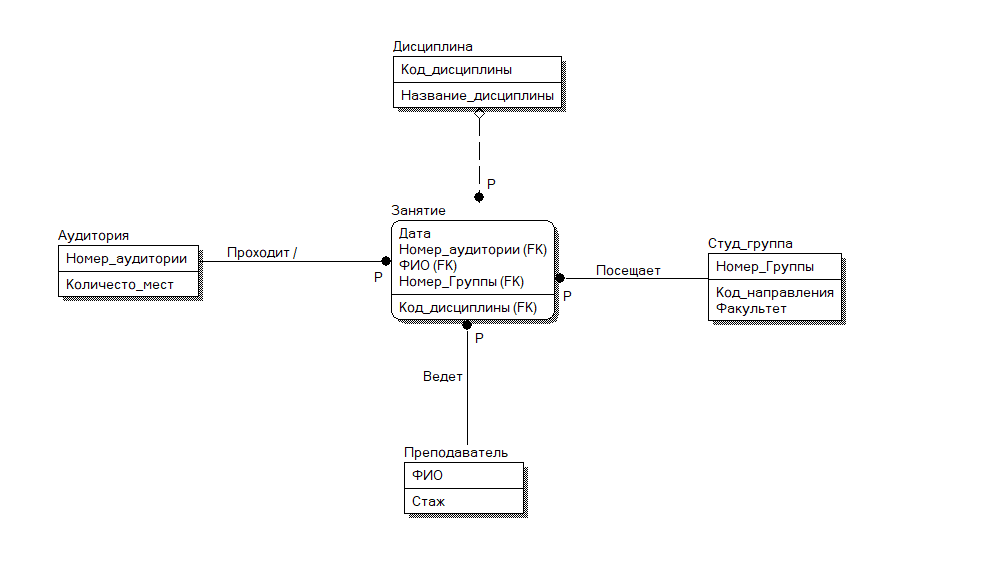 Дисциплина
Код_дисциплины
Название_дисциплины
P
Занятие
Дата
Номер_аудитории (FK)
ФИО (FK)
Номер_Группы (FK)
Код_дисциплины (FK)
Аудитория
Номер_аудитории
Количесто_мест
Проходит /
P
Студ_группа
Номер_Группы
Код_направления
Факультет
Посещает
P
P
Ведет
Преподаватель
ФИО
Стаж